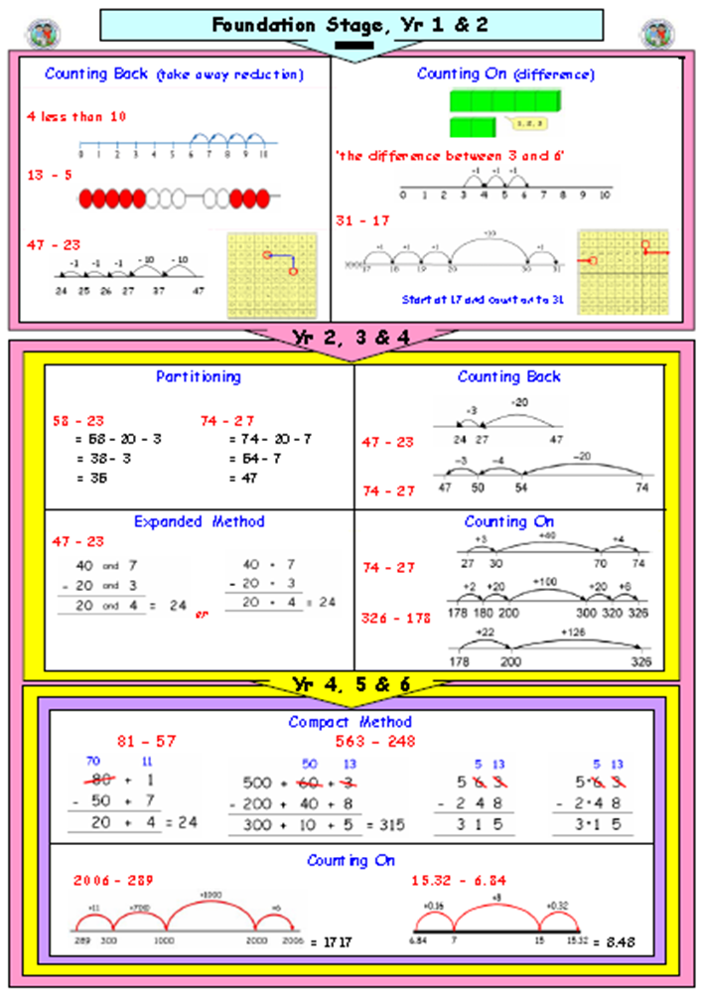 Foundation Stage, Yr 1 & 2
Counting Back (take away reduction)
4 less than 10
0 1 2 3 4 5 6 7 8 9 10
13 - 5
47 - 23
-1 -1 -1 -10 -10
24 25 26 27 37 47
Counting On (difference)
1, 2, 3
'the difference between 3 and 6'
+1 +1 +1
0 1 2 3 4 5 6 7 8 9 10
31 - 17
+1 +1 +1 +10 +1
17 18 19 20 30 31
Start at 17 and count on to 31
Yr 2, 3 & 4
Partitioning
58 - 23
= 58 - 20 - 3
= 38 - 3
= 35
74 - 27
= 74 - 20 - 7
= 54 - 7
= 47
Counting Back
47 - 23
-3 -20
24 27 47
74 - 27
-3 -4 -20
47 50 54 74
Expanded Method
47 - 23
40 and 7
- 20 and 3
20 and 4 = 24
or
40 + 7
- 20 + 3
20 + 4 = 24
Counting On
74 - 27
+3 +40 +4
27 30 70 74
326 - 178
+2 +20 +100 +20 +6
178 180 200 300 320 326
+22 +126
178 200 326
Yr 4, 5 & 6
Compact Method
81 - 57
70 11
80 + 1
- 50 + 7
20 + 4 = 24
563 - 248
50 13
500 + 60 + 3
- 200 + 40 + 8
300 + 10 + 5 = 315
5 13
5 6 3
- 2 4 8
3 1 5
5 13
5•6 3
- 2•4 8
3•1 5
Counting On
2006 - 289
+11 +700 +1000 +6
289 300 1000 2000 2006 = 1717
15.32 - 6.84
+0.16 +8 +0.32
6.84 7 15 15.32 = 8.48